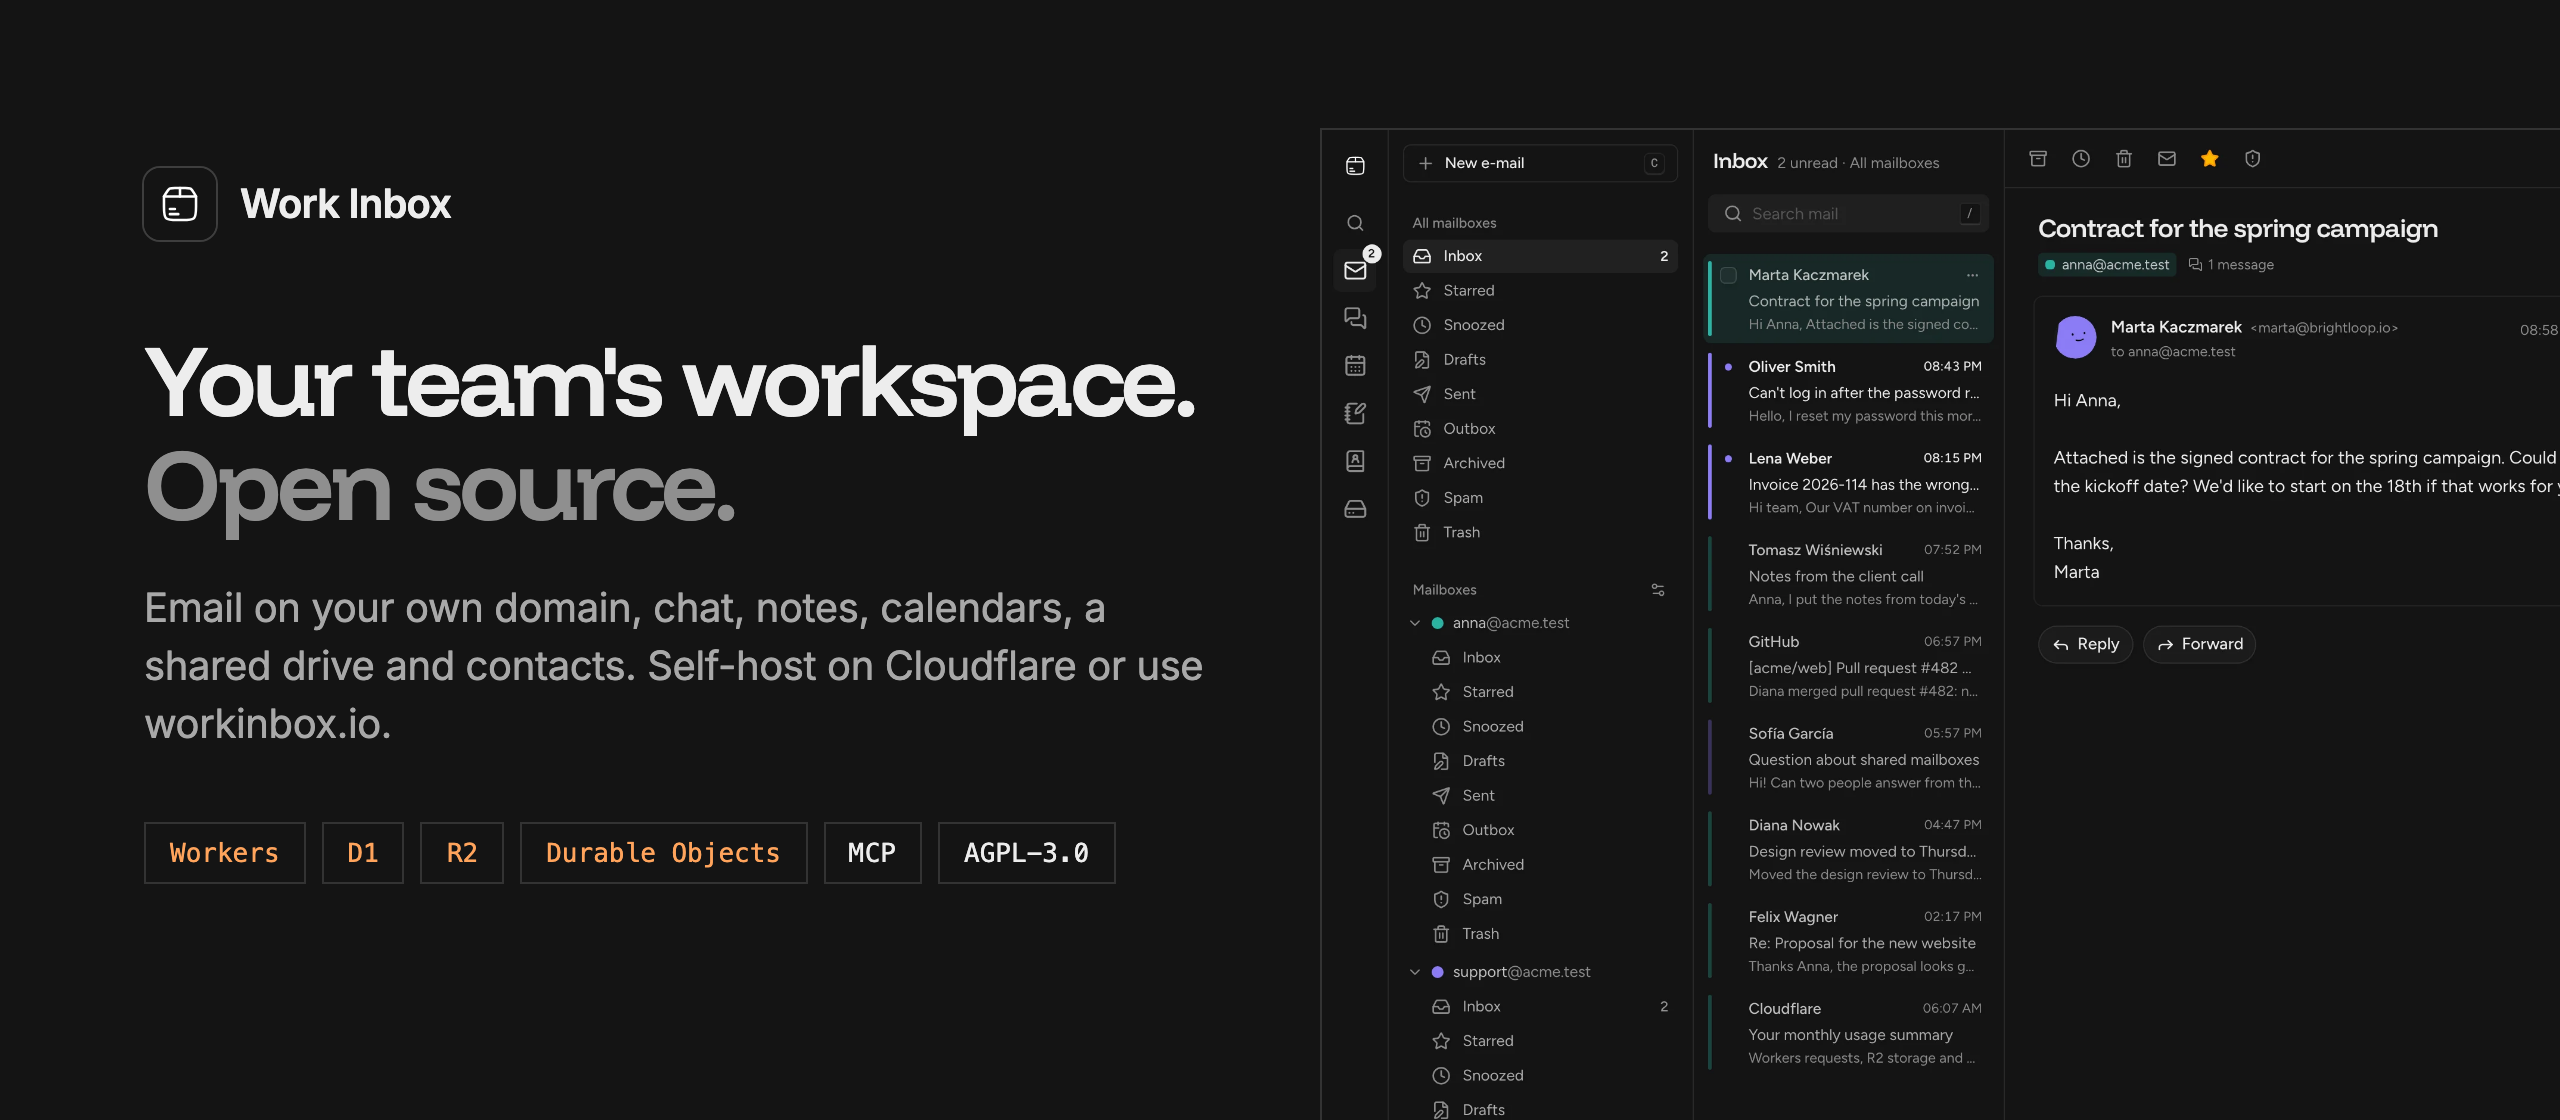 Work Inbox
Your team's workspace.
Open source.
Email on your own domain, chat, notes, calendars, a
shared drive and contacts. Self-host on Cloudflare or use
workinbox.io.
Workers
D1
R2
Durable Objects
MCP
AGPL-3.0
2
New e-mail
C
All mailboxes
Inbox 2
Starred
Snoozed
Drafts
Sent
Outbox
Archived
Spam
Trash
Mailboxes
anna@acme.test
Inbox
Starred
Snoozed
Drafts
Sent
Outbox
Archived
Spam
Trash
support@acme.test
Inbox 2
Starred
Snoozed
Drafts
Inbox 2 unread · All mailboxes
Search mail /
Marta Kaczmarek ...
Contract for the spring campaign
Hi Anna, Attached is the signed co...
Oliver Smith 08:43 PM
Can't log in after the password r...
Hello, I reset my password this mor...
Lena Weber 08:15 PM
Invoice 2026-114 has the wrong...
Hi team, Our VAT number on invoi...
Tomasz Wiśniewski 07:52 PM
Notes from the client call
Anna, I put the notes from today's ...
GitHub 06:57 PM
[acme/web] Pull request #482 ...
Diana merged pull request #482: n...
Sofía García 05:57 PM
Question about shared mailboxes
Hi! Can two people answer from th...
Diana Nowak 04:47 PM
Design review moved to Thursd...
Moved the design review to Thursd...
Felix Wagner 02:17 PM
Re: Proposal for the new website
Thanks Anna, the proposal looks g...
Cloudflare 06:07 AM
Your monthly usage summary
Workers requests, R2 storage and ...
Contract for the spring campaign
anna@acme.test 1 message
Marta Kaczmarek <marta@brightloop.io> 08:58
to anna@acme.test
Hi Anna,
Attached is the signed contract for the spring campaign. Could
the kickoff date? We'd like to start on the 18th if that works for
Thanks,
Marta
Reply
Forward